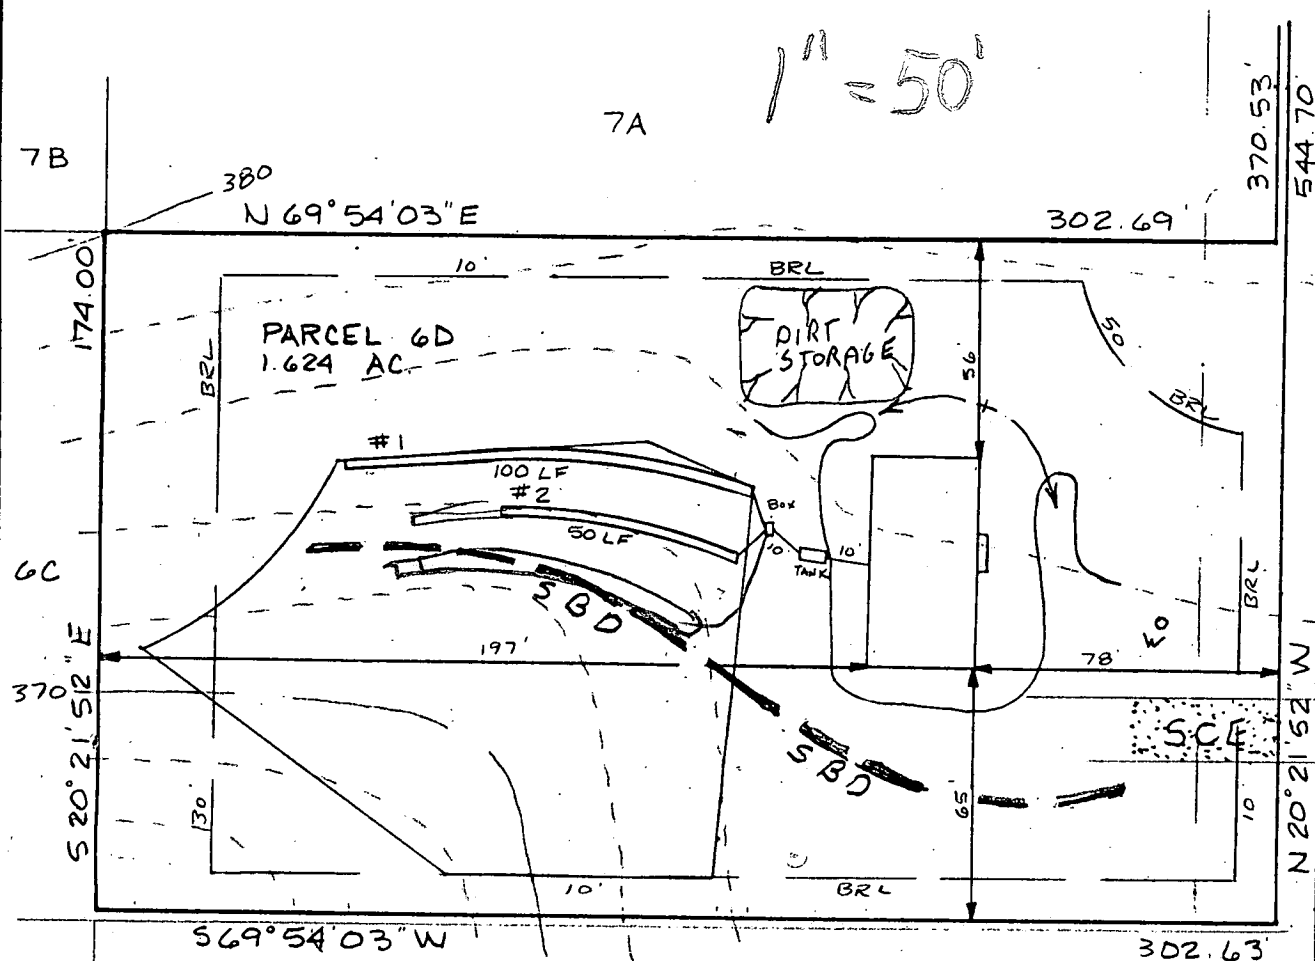 1" = 50'
7A
7B
370.53'
544.70'
380
N 69°54'03"E
302.69'
174.00
10'
BRL
PARCEL 6D
1.624 AC.
BRL
DIRT
STORAGE
56'
50
BRL
#1
100 LF
#2
50 LF
BOX
10
TANK
10'
6C
SBD
BRL
197'
78'
370
S 20°21'52"E
SCE
SBD
65'
130'
10
N 20°21'52"W
10'
BRL
S69°54'03"W
302.63'